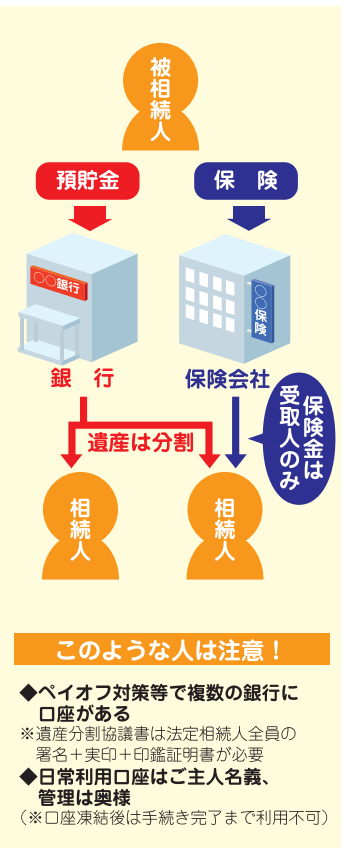 被相続人
預貯金
保　険
○○銀行
○○保険
銀　行
保険会社
保険金は
受取人のみ
遺産は分割
相続人
相続人
このような人は注意！
◆ペイオフ対策等で複数の銀行に
口座がある
※遺産分割協議書は法定相続人全員の
署名＋実印＋印鑑証明書が必要
◆日常利用口座はご主人名義、
管理は奥様
（※口座凍結後は手続き完了まで利用不可）